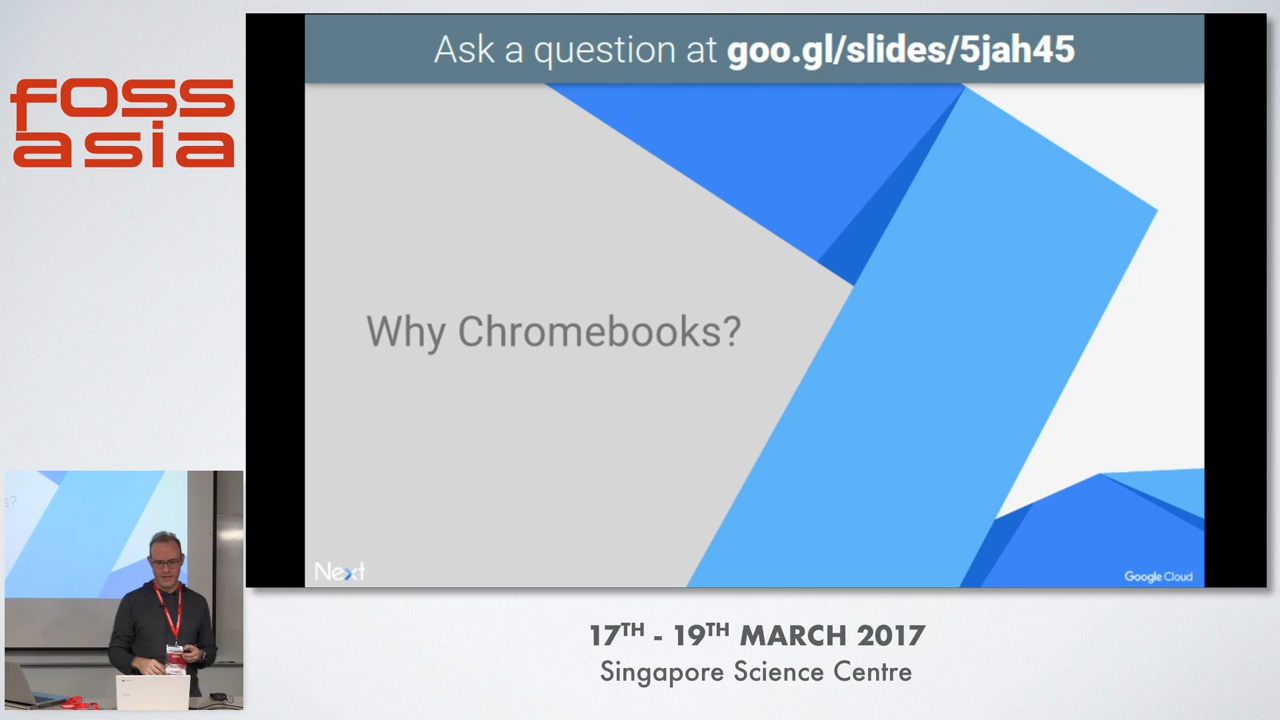 Ask a question at goo.gl/slides/5jah45
foss
asia
Why Chromebooks?
s?
Next
Google Cloud
17TH - 19TH MARCH 2017
Singapore Science Centre